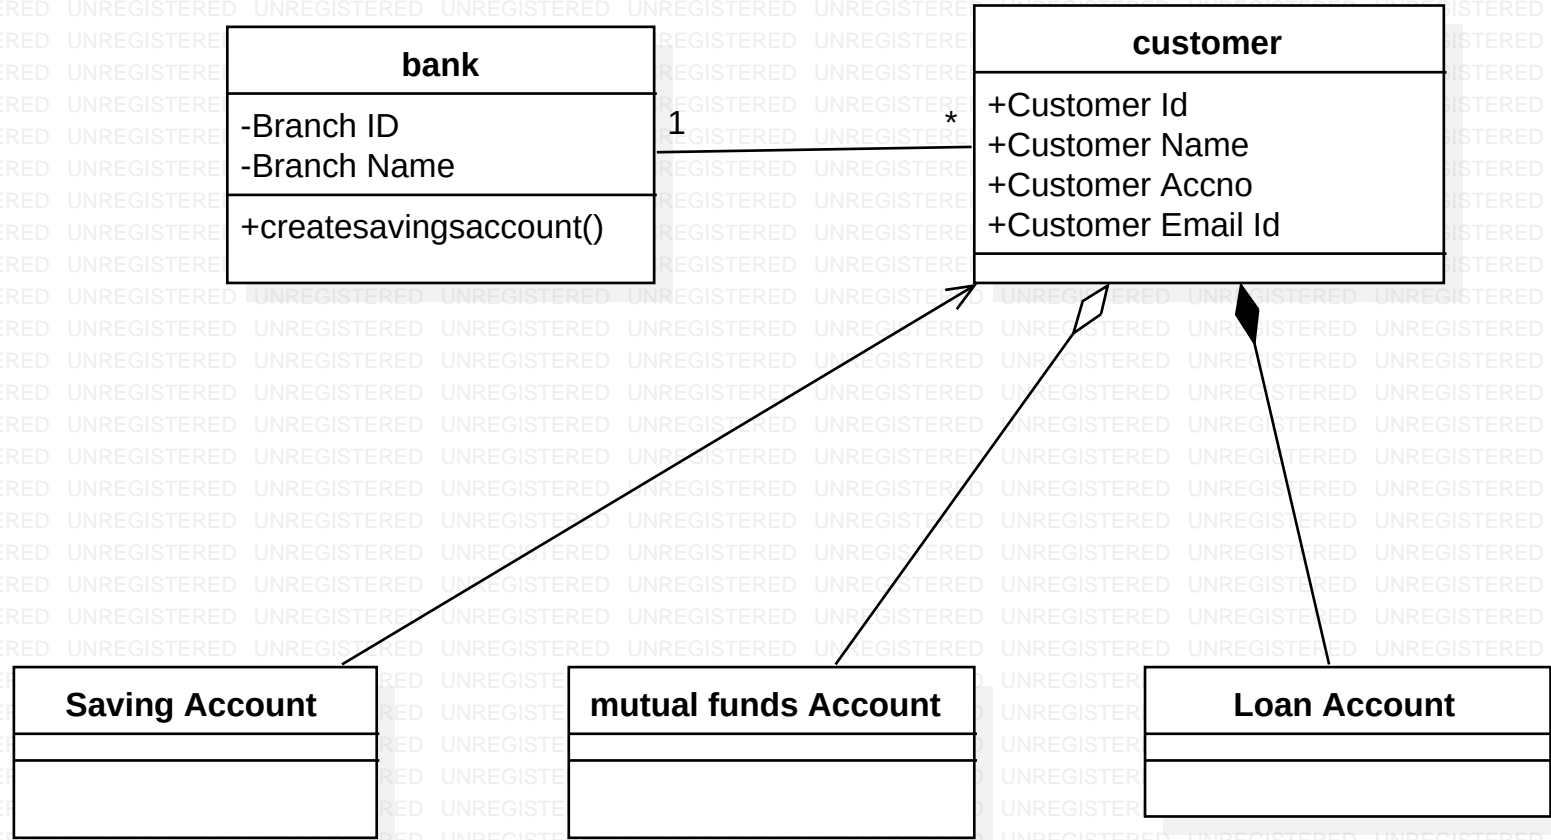 bank
-Branch ID
-Branch Name
+createsavingsaccount()
1
*
customer
+Customer Id
+Customer Name
+Customer Accno
+Customer Email Id
Saving Account
mutual funds Account
Loan Account
UNREGISTERED